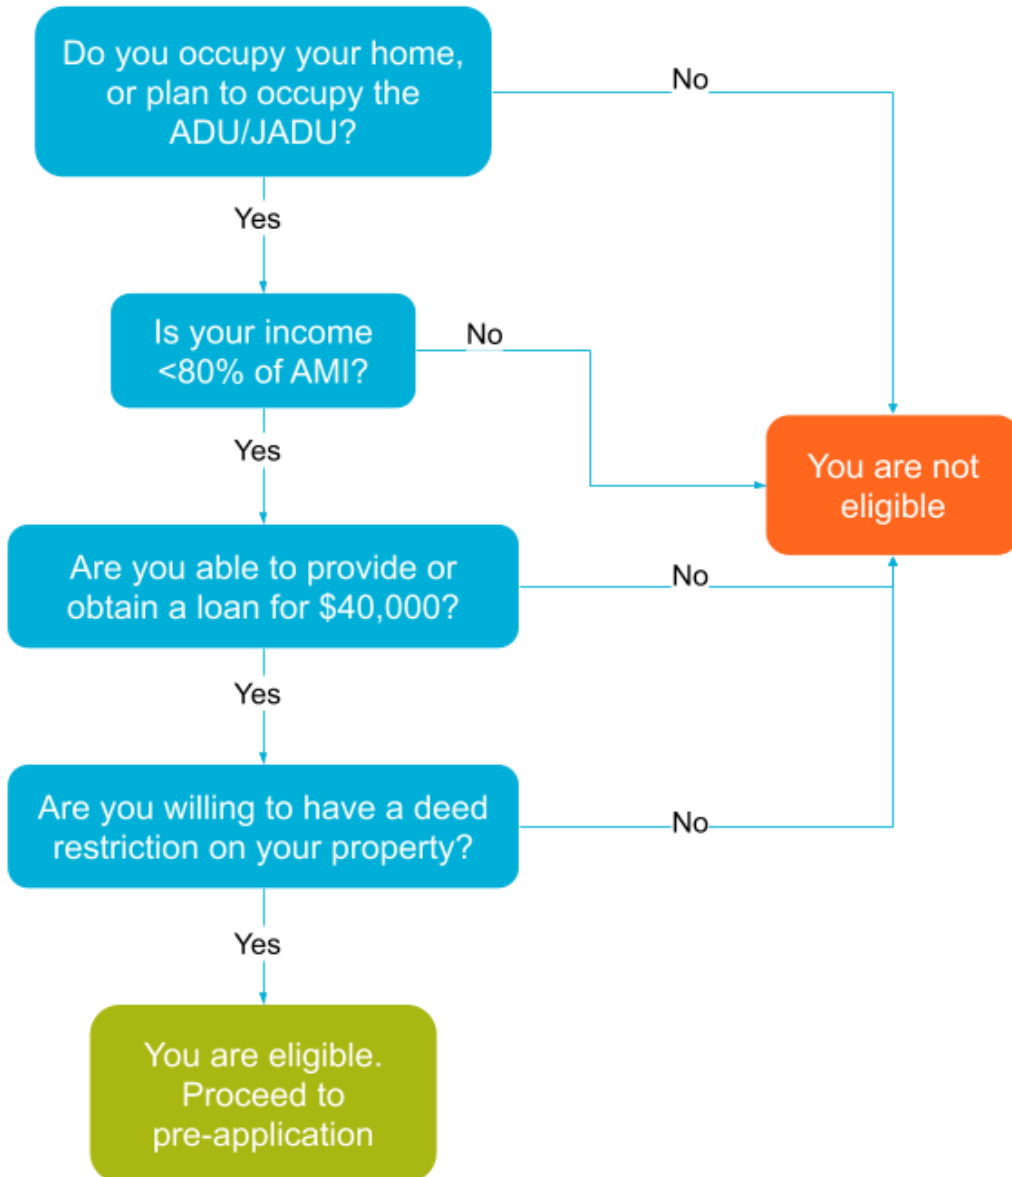 Do you occupy your home,
or plan to occupy the
ADU/JADU?
No
Yes
Is your income
<80% of AMI?
No
Yes
You are not
eligible
Are you able to provide or
obtain a loan for $40,000?
No
Yes
Are you willing to have a deed
restriction on your property?
No
Yes
You are eligible.
Proceed to
pre-application